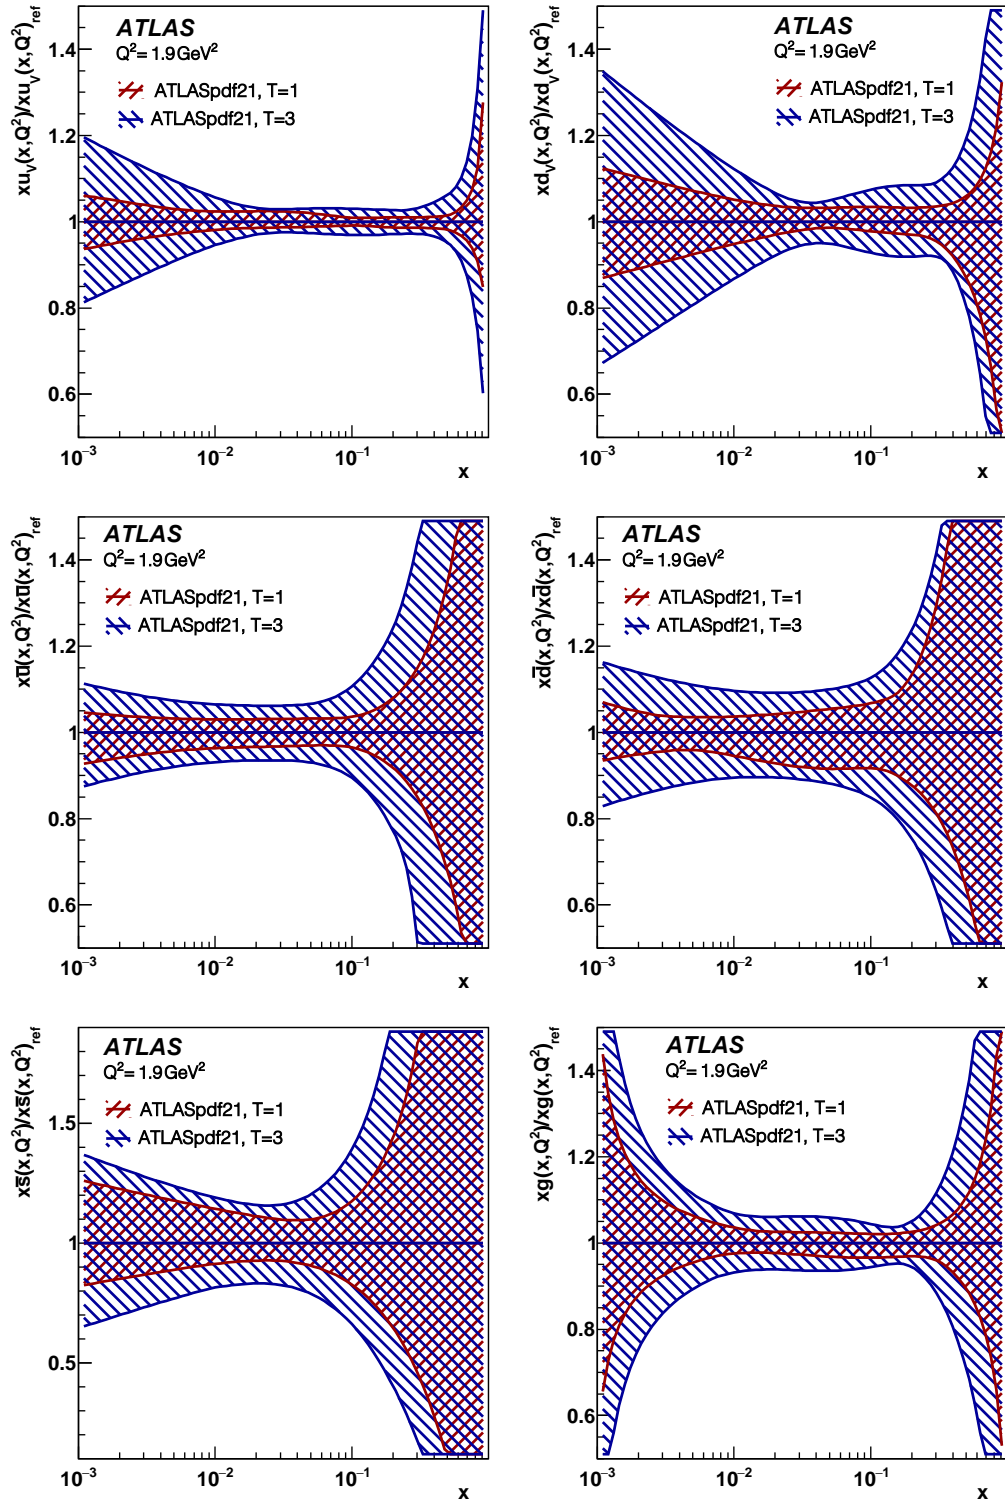 xu_V(x,Q²)/xu_V(x,Q²)_ref
ATLAS
Q²= 1.9GeV²
ATLASpdf21, T=1
ATLASpdf21, T=3
1.4
1.2
1
0.8
0.6
10⁻³ 10⁻² 10⁻¹
x
xd_V(x,Q²)/xd_V(x,Q²)_ref
ATLAS
Q²= 1.9GeV²
ATLASpdf21, T=1
ATLASpdf21, T=3
1.4
1.2
1
0.8
0.6
10⁻³ 10⁻² 10⁻¹
x
xu̅(x,Q²)/xu̅(x,Q²)_ref
ATLAS
Q²= 1.9GeV²
ATLASpdf21, T=1
ATLASpdf21, T=3
1.4
1.2
1
0.8
0.6
10⁻³ 10⁻² 10⁻¹
x
xd̅(x,Q²)/xd̅(x,Q²)_ref
ATLAS
Q²= 1.9GeV²
ATLASpdf21, T=1
ATLASpdf21, T=3
1.4
1.2
1
0.8
0.6
10⁻³ 10⁻² 10⁻¹
x
xs̅(x,Q²)/xs̅(x,Q²)_ref
ATLAS
Q²= 1.9GeV²
ATLASpdf21, T=1
ATLASpdf21, T=3
1.5
1
0.5
10⁻³ 10⁻² 10⁻¹
x
xg(x,Q²)/xg(x,Q²)_ref
ATLAS
Q²= 1.9GeV²
ATLASpdf21, T=1
ATLASpdf21, T=3
1.4
1.2
1
0.8
0.6
10⁻³ 10⁻² 10⁻¹
x